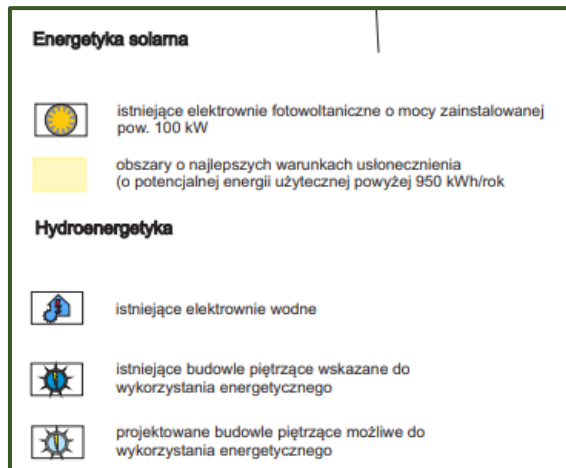 Energetyka solarna
istniejące elektrownie fotowoltaiczne o mocy zainstalowanej
pow. 100 kW
obszary o najlepszych warunkach usłonecznienia
(o potencjalnej energii użytecznej powyżej 950 kWh/rok
Hydroenergetyka
istniejące elektrownie wodne
istniejące budowle piętrzące wskazane do
wykorzystania energetycznego
projektowane budowle piętrzące możliwe do
wykorzystania energetycznego